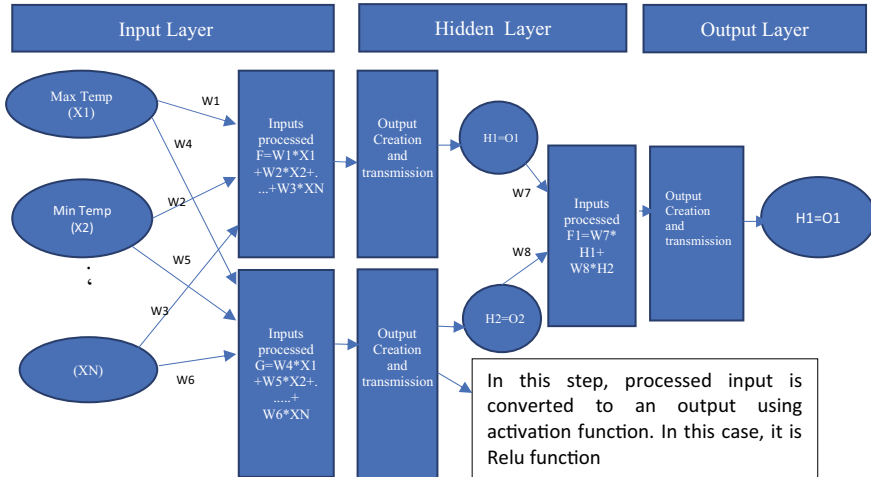 Input Layer
Hidden Layer
Output Layer
Max Temp
(X1)
W1
W4
Min Temp
(X2)
W2
W5
;
W3
(XN)
W6
Inputs
processed
F=W1*X1
+W2*X2+.
...+W3*XN
Output
Creation
and
transmission
Inputs
processed
G=W4*X1
+W5*X2+.
.....+
W6*XN
Output
Creation
and
transmission
H1=O1
W7
W8
H2=O2
Inputs
processed
F1=W7*
H1+
W8*H2
Output
Creation
and
transmission
H1=O1
In this step, processed input is
converted to an output using
activation function. In this case, it is
Relu function